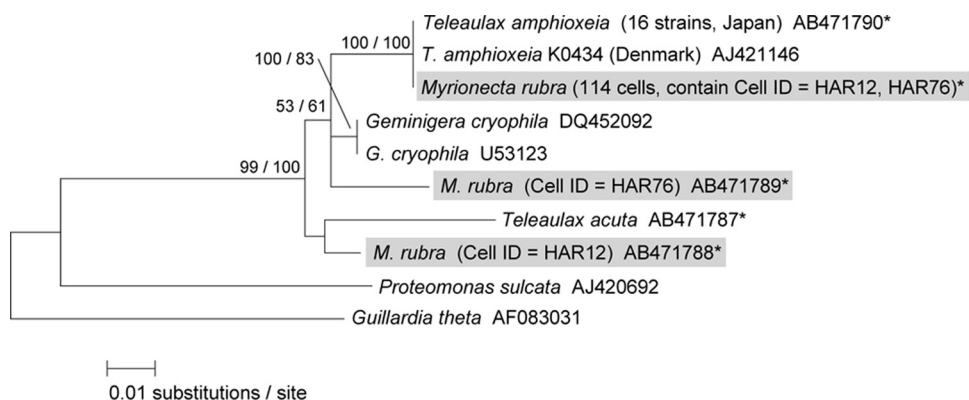 Teleaulax amphioxeia (16 strains, Japan) AB471790*
100 / 100
T. amphioxeia K0434 (Denmark) AJ421146
100 / 83
Myrionecta rubra (114 cells, contain Cell ID = HAR12, HAR76)*
53 / 61
Geminigera cryophila DQ452092
G. cryophila U53123
99 / 100
M. rubra (Cell ID = HAR76) AB471789*
Teleaulax acuta AB471787*
M. rubra (Cell ID = HAR12) AB471788*
Proteomonas sulcata AJ420692
Guillardia theta AF083031
0.01 substitutions / site